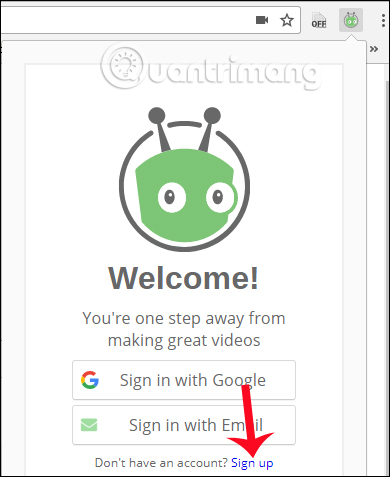 OFF
Quantrimang
Welcome!
You're one step away from
making great videos
Sign in with Google
Sign in with Email
Don't have an account? Sign up